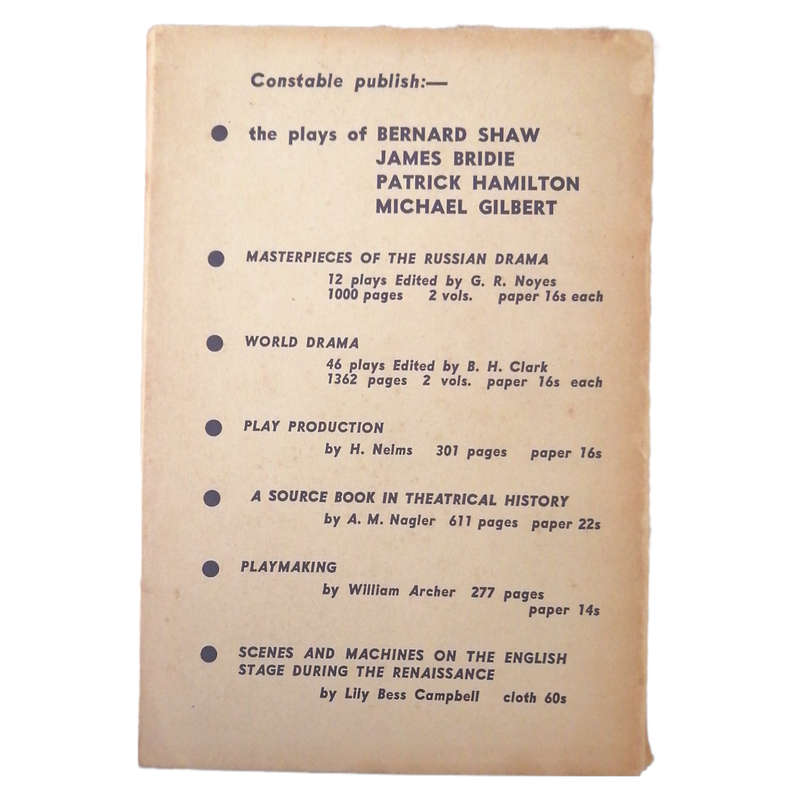 Constable publish:—
● the plays of BERNARD SHAW
JAMES BRIDIE
PATRICK HAMILTON
MICHAEL GILBERT
● MASTERPIECES OF THE RUSSIAN DRAMA
12 plays Edited by G. R. Noyes
1000 pages 2 vols. paper 16s each
● WORLD DRAMA
46 plays Edited by B. H. Clark
1362 pages 2 vols. paper 16s each
● PLAY PRODUCTION
by H. Nelms 301 pages paper 16s
● A SOURCE BOOK IN THEATRICAL HISTORY
by A. M. Nagler 611 pages paper 22s
● PLAYMAKING
by William Archer 277 pages
paper 14s
● SCENES AND MACHINES ON THE ENGLISH
STAGE DURING THE RENAISSANCE
by Lily Bess Campbell cloth 60s